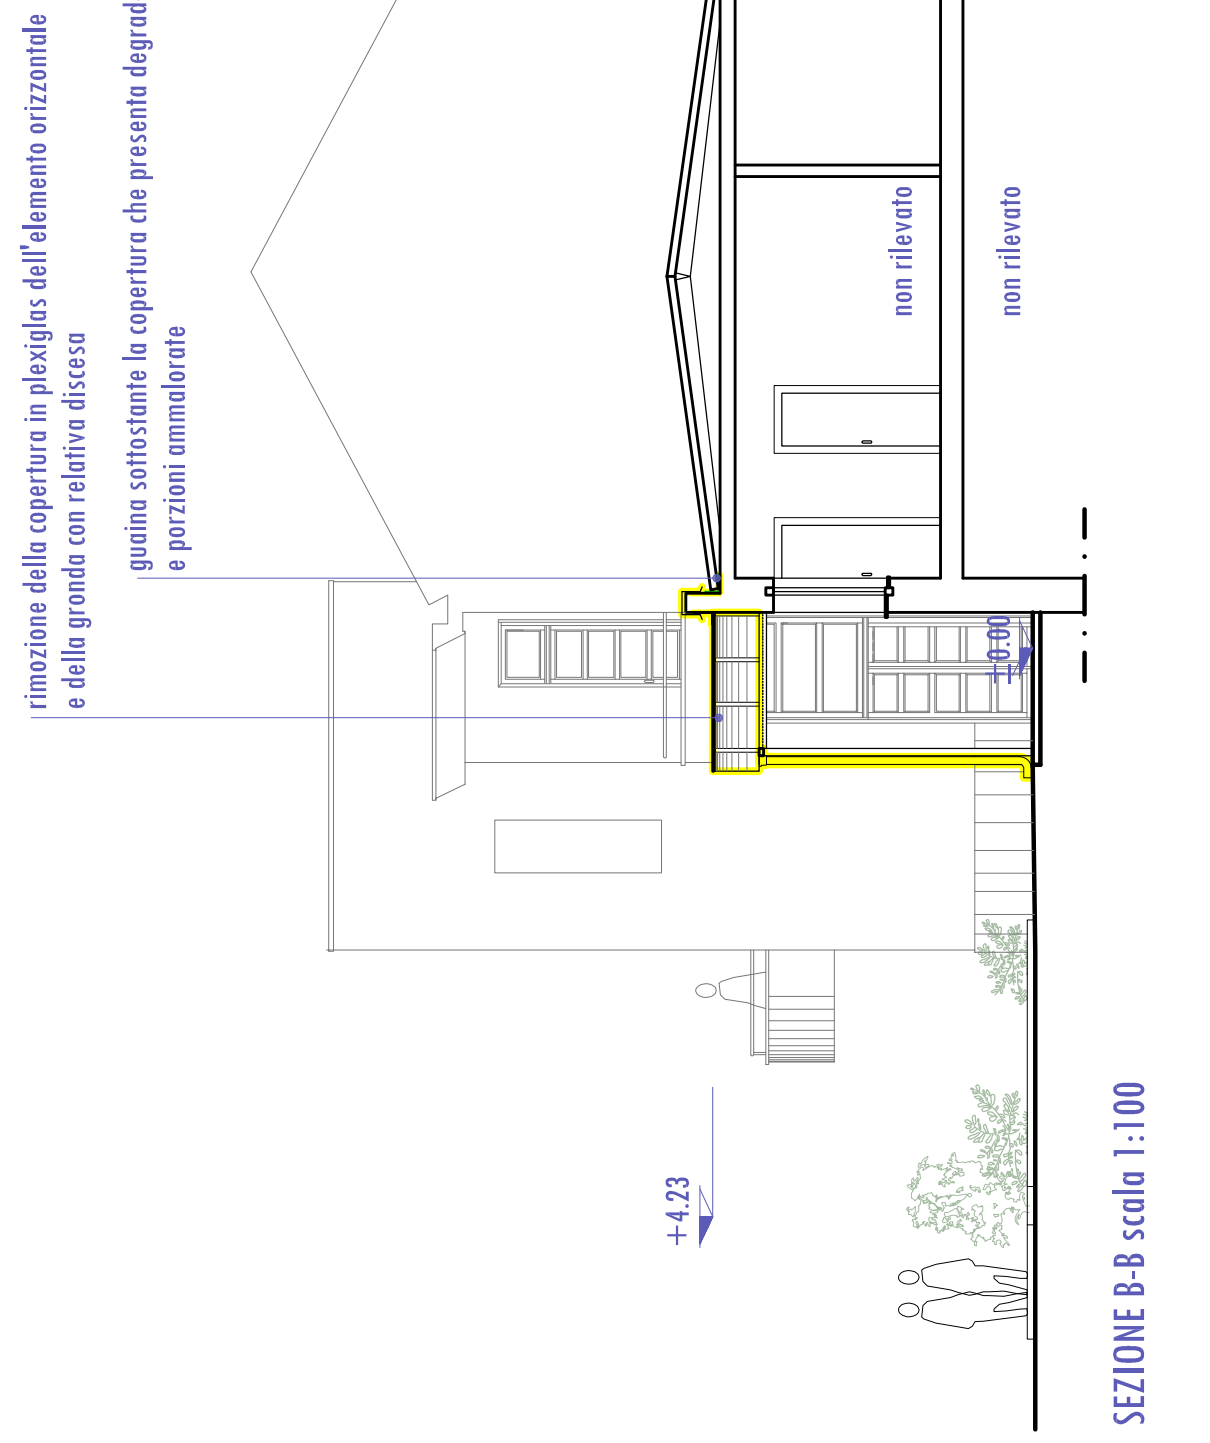 rimozione della copertura in plexiglas dell'elemento orizzontale
e della gronda con relativa discesa
guaina sottostante la copertura che presenta degrad
e porzioni ammalorate
non rilevato
non rilevato
+0.00
+4.23
SEZIONE B-B scala 1:100